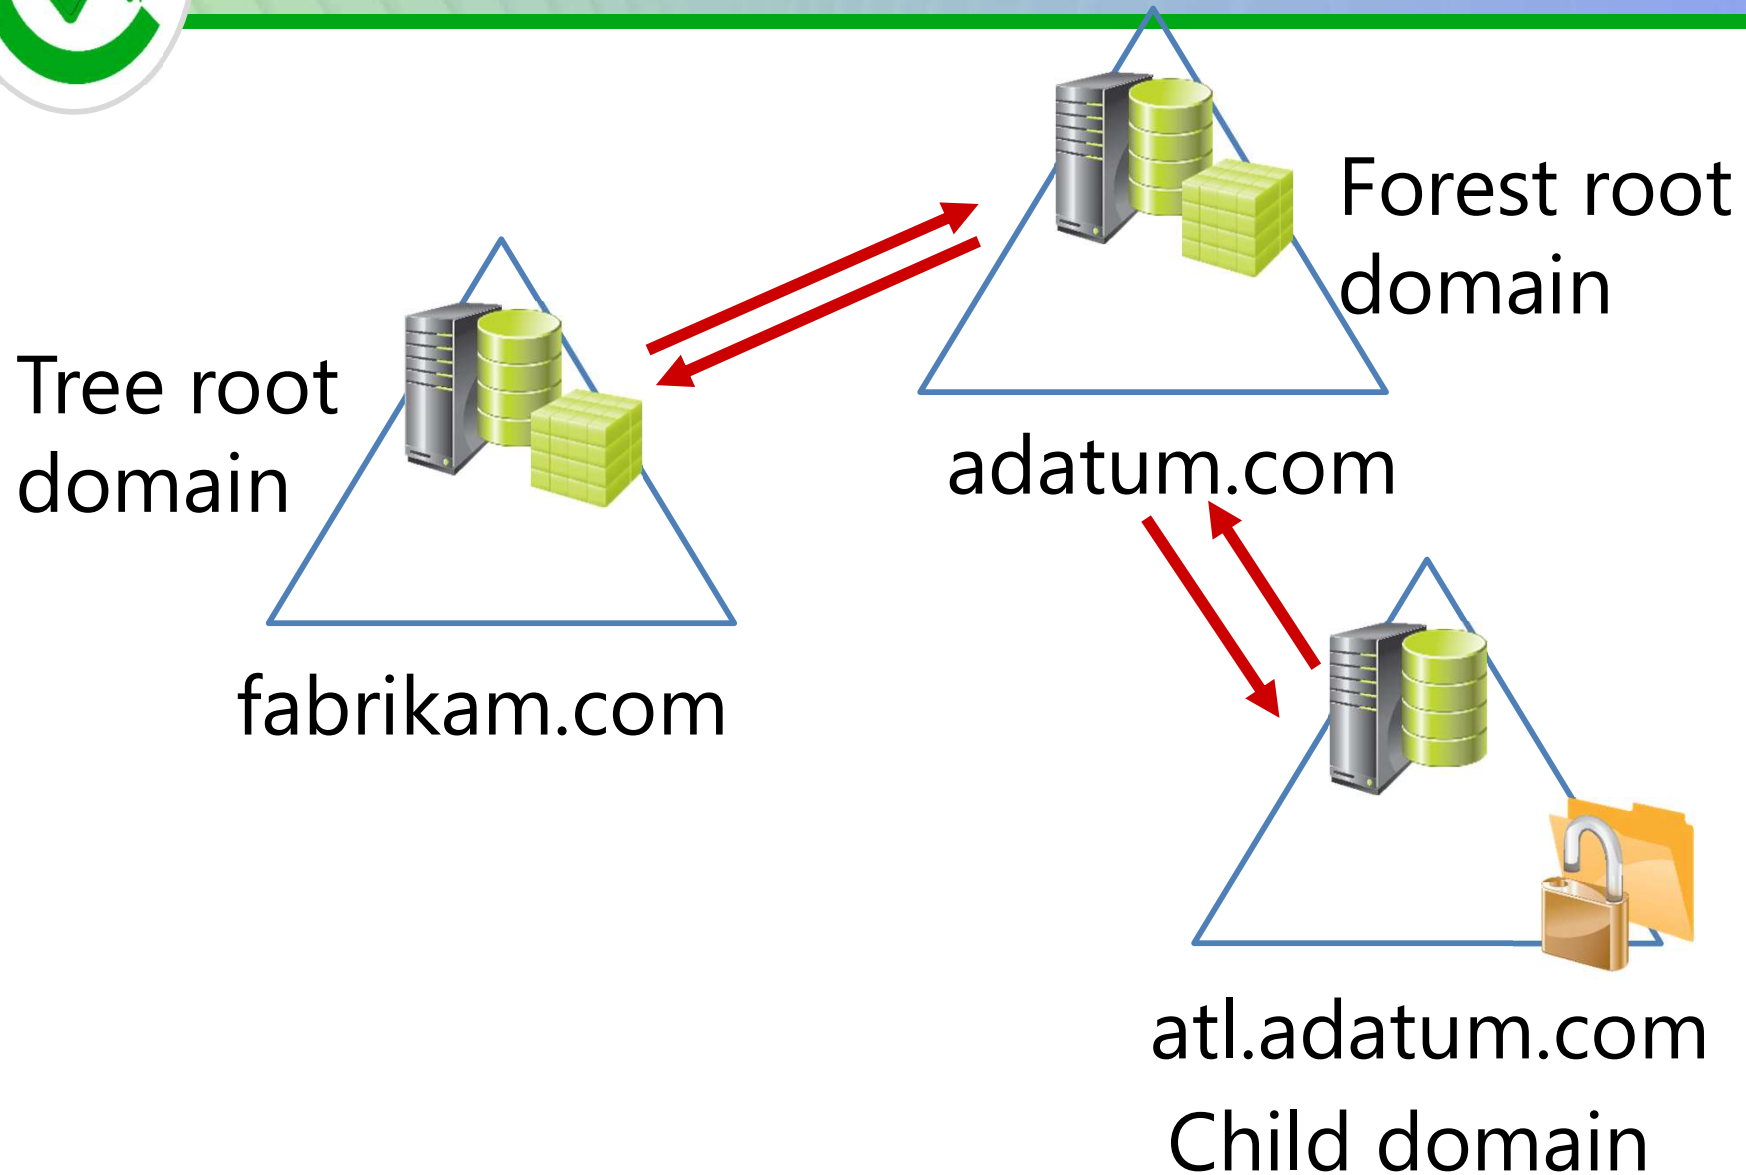 Forest root
domain
Tree root
domain
adatum.com
fabrikam.com
atl.adatum.com
Child domain